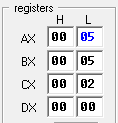 registers
H L
AX 00 05
BX 00 05
CX 00 02
DX 00 00